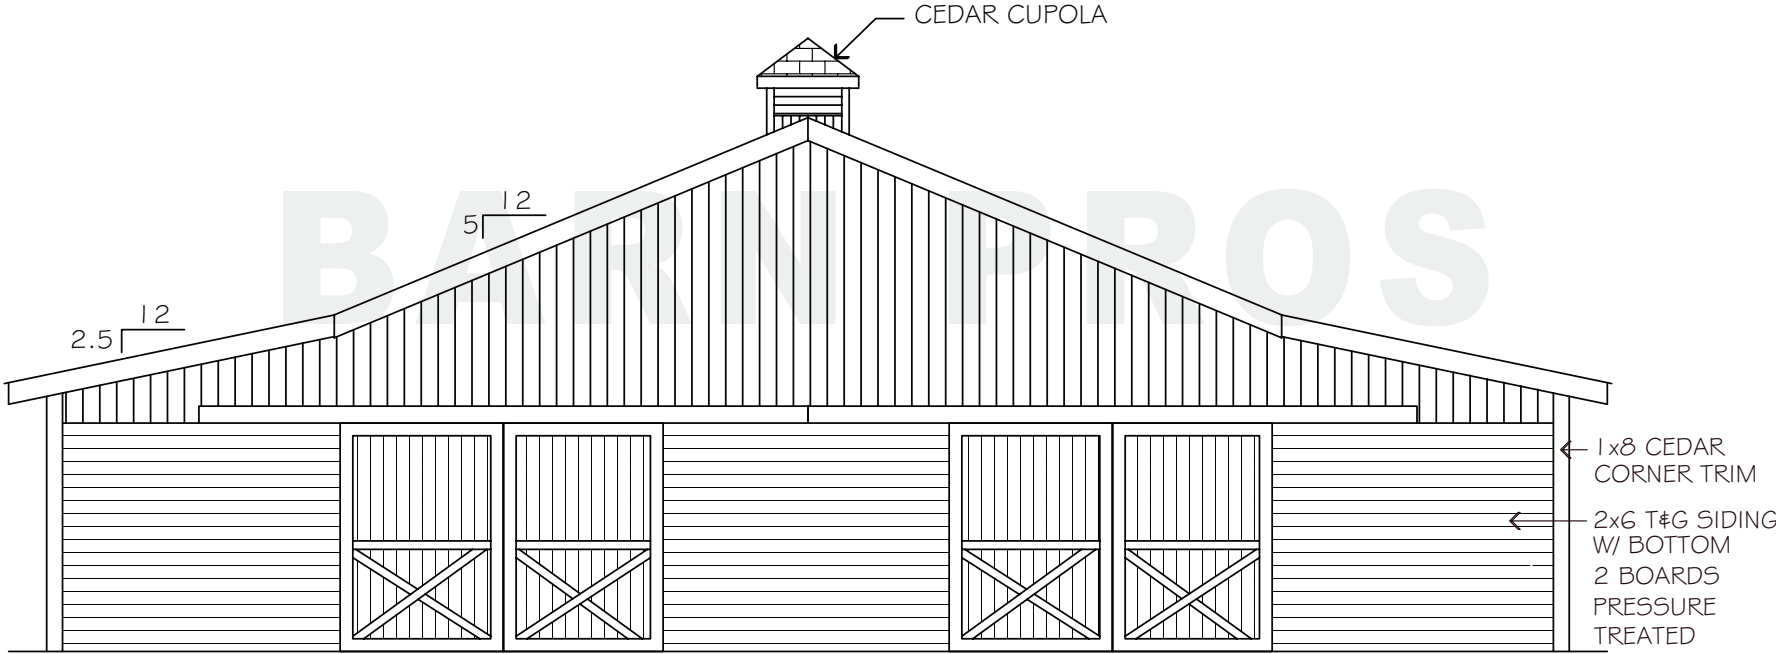 CEDAR CUPOLA
BARN PROS
12
5
12
2.5
1x8 CEDAR
CORNER TRIM
2x6 T&G SIDING
W/ BOTTOM
2 BOARDS
PRESSURE
TREATED